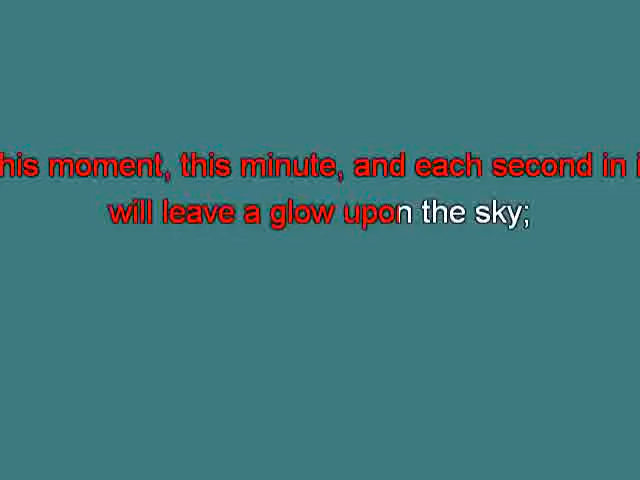 his moment, this minute, and each second in i
will leave a glow upon the sky;